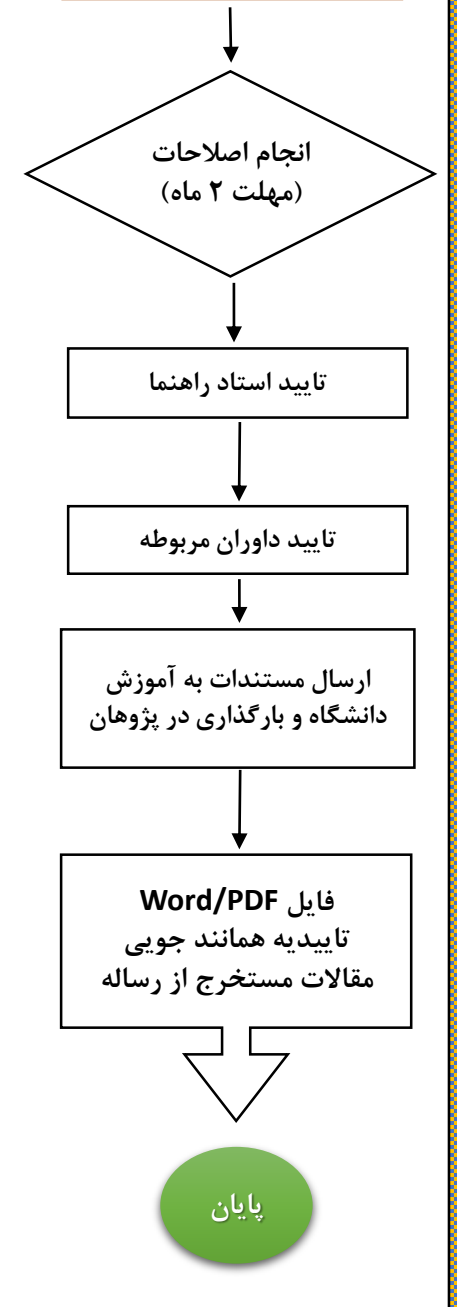 انجام اصلاحات
(مهلت ۲ ماه)
تایید استاد راهنما
تایید داوران مربوطه
ارسال مستندات به آموزش
دانشگاه و بارگذاری در پژوهان
فایل Word/PDF
تاییدیه همانند جویی
مقالات مستخرج از رساله
پایان